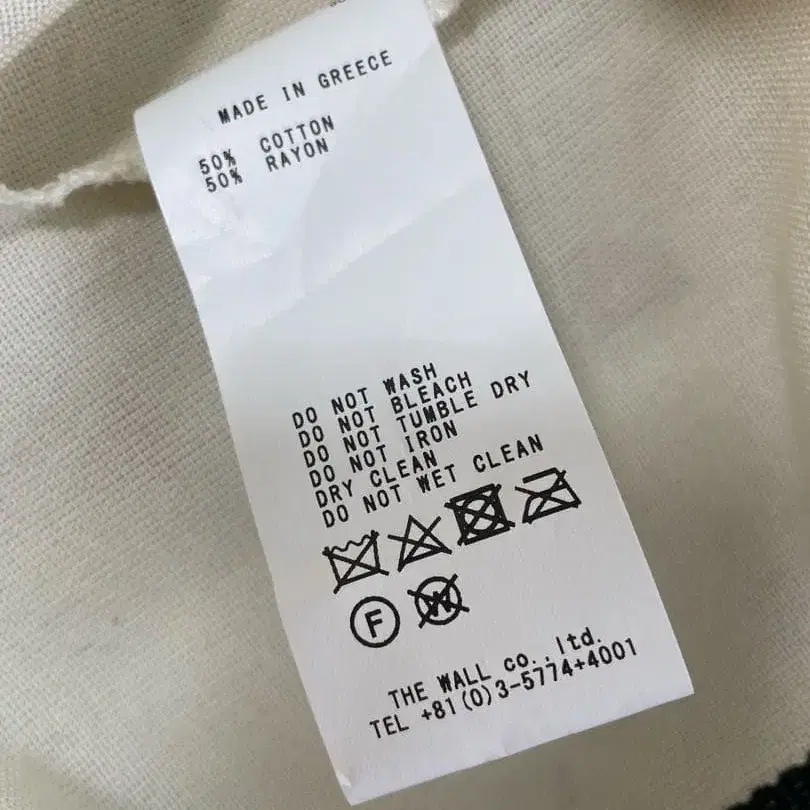 MADE IN GREECE
50% COTTON
50% RAYON
DO NOT WASH
DO NOT BLEACH
DO NOT TUMBLE DRY
DO NOT IRON
DRY CLEAN
DO NOT WET CLEAN
F W
THE WALL co.,ltd.
TEL +81(0)3-5774+4001